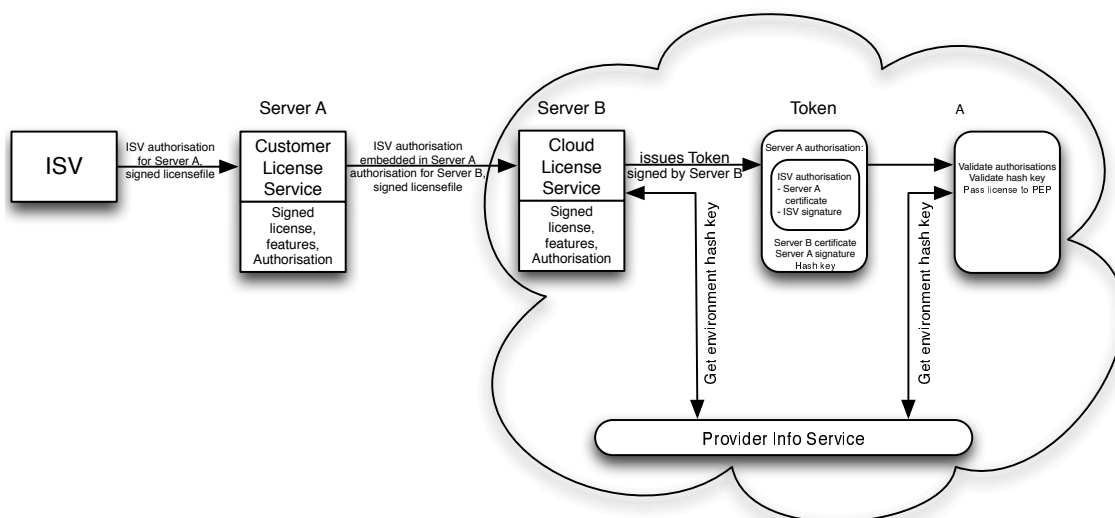 Server A
Server B
Token
A
ISV
ISV authorisation
for Server A,
signed licensefile
Customer
License
Service
Signed
license,
features,
Authorisation
ISV authorisation
embedded in Server A
authorisation for Server B,
signed licensefile
Cloud
License
Service
Signed
license,
features,
Authorisation
issues Token
signed by Server B
Server A authorisation:
ISV authorisation
- Server A
certificate
- ISV signature
Server B certificate
Server A signature
Hash key
Validate authorisations
Validate hash key
Pass license to PEP
Get environment hash key
Get environment hash key
Provider Info Service